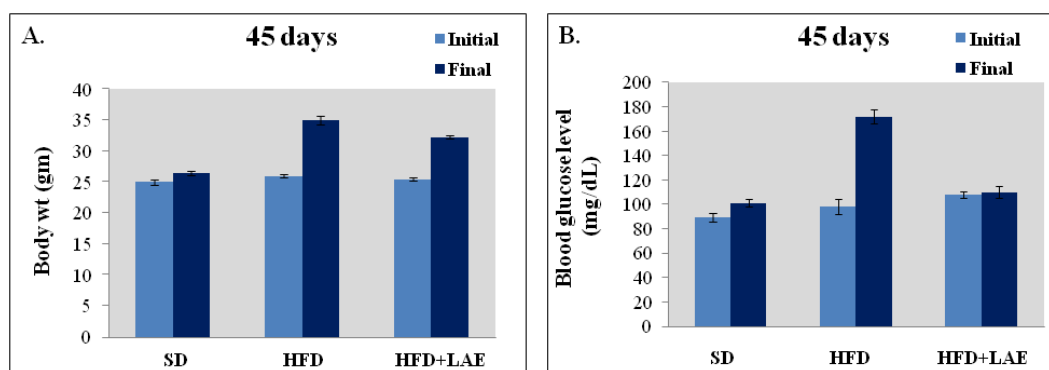 A.
45 days
Initial
Final
Body wt (gm)
40
35
30
25
20
15
10
5
0
SD HFD HFD+LAE
B.
45 days
Initial
Final
Blood glucose level
(mg/dL)
200
180
160
140
120
100
80
60
40
20
0
SD HFD HFD+LAE